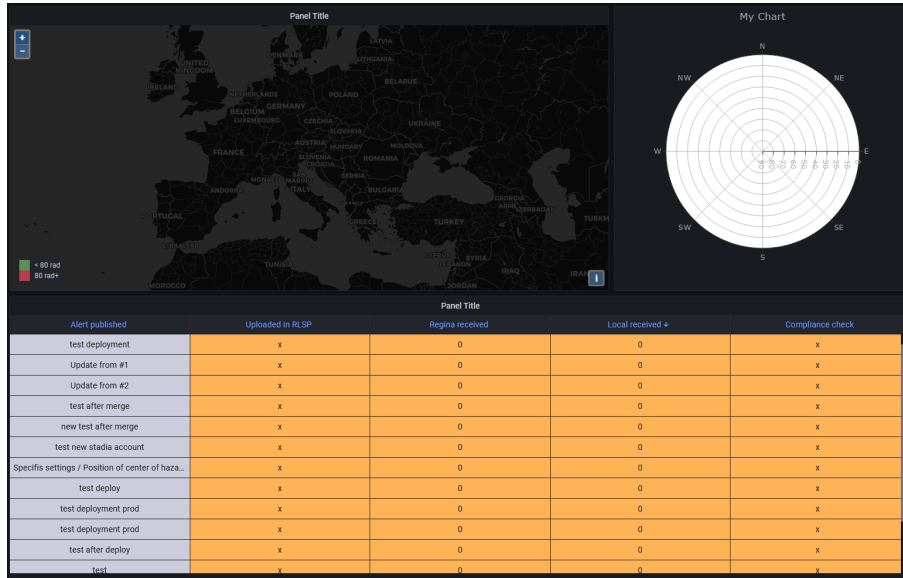 Panel Title
My Chart
+
−
LATVIA
LITHUANIA
DENMARK
UNITED
KINGDOM
IRELAND
BELARUS
NETHERLANDS
POLAND
BELGIUM
GERMANY
LUXEMBOURG
CZECHIA
UKRAINE
SLOVAKIA
AUSTRIA
HUNGARY
MOLDOVA
FRANCE
SLOVENIA
CROATIA
ROMANIA
SERBIA
ITALY
ANDORRA
BULGARIA
GEORGIA
PORTUGAL
GREECE
TURKEY
TUNISIA
SYRIA
LEBANON
IRAQ
IRAN
JORDAN
MOROCCO
< 80 rad
80 rad+
i
N
NW
NE
W
E
SW
SE
S
Panel Title
Alert published Uploaded in RLSP Regina received Local received ↓ Compliance check
test deployment x 0 0 x
Update from #1 x 0 0 x
Update from #2 x 0 0 x
test after merge x 0 0 x
new test after merge x 0 0 x
test new stadia account x 0 0 x
Specifis settings / Position of center of haza... x 0 0 x
test deploy x 0 0 x
test deployment prod x 0 0 x
test deployment prod x 0 0 x
test after deploy x 0 0 x
test x 0 0 x